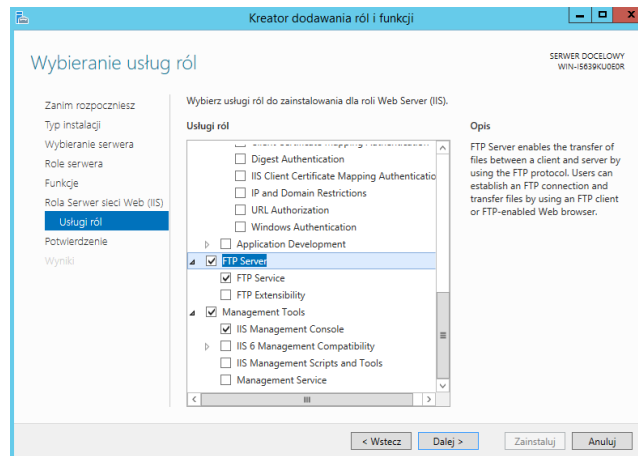 Kreator dodawania ról i funkcji
Wybieranie usług ról
SERWER DOCELOWY
WIN-IS639KU0E0R
Zanim rozpoczniesz
Typ instalacji
Wybieranie serwera
Role serwera
Funkcje
Rola Serwer sieci Web (IIS)
Usługi ról
Potwierdzenie
Wyniki
Wybierz usługi ról do zainstalowania dla roli Web Server (IIS).
Usługi ról
Client Certificate Mapping Authentication
Digest Authentication
IIS Client Certificate Mapping Authenticatio
IP and Domain Restrictions
URL Authorization
Windows Authentication
Application Development
FTP Server
FTP Service
FTP Extensibility
Management Tools
IIS Management Console
IIS 6 Management Compatibility
IIS Management Scripts and Tools
Management Service
Opis
FTP Server enables the transfer of
files between a client and server by
using the FTP protocol. Users can
establish an FTP connection and
transfer files by using an FTP client
or FTP-enabled Web browser.
< Wstecz
Dalej >
Zainstaluj
Anuluj